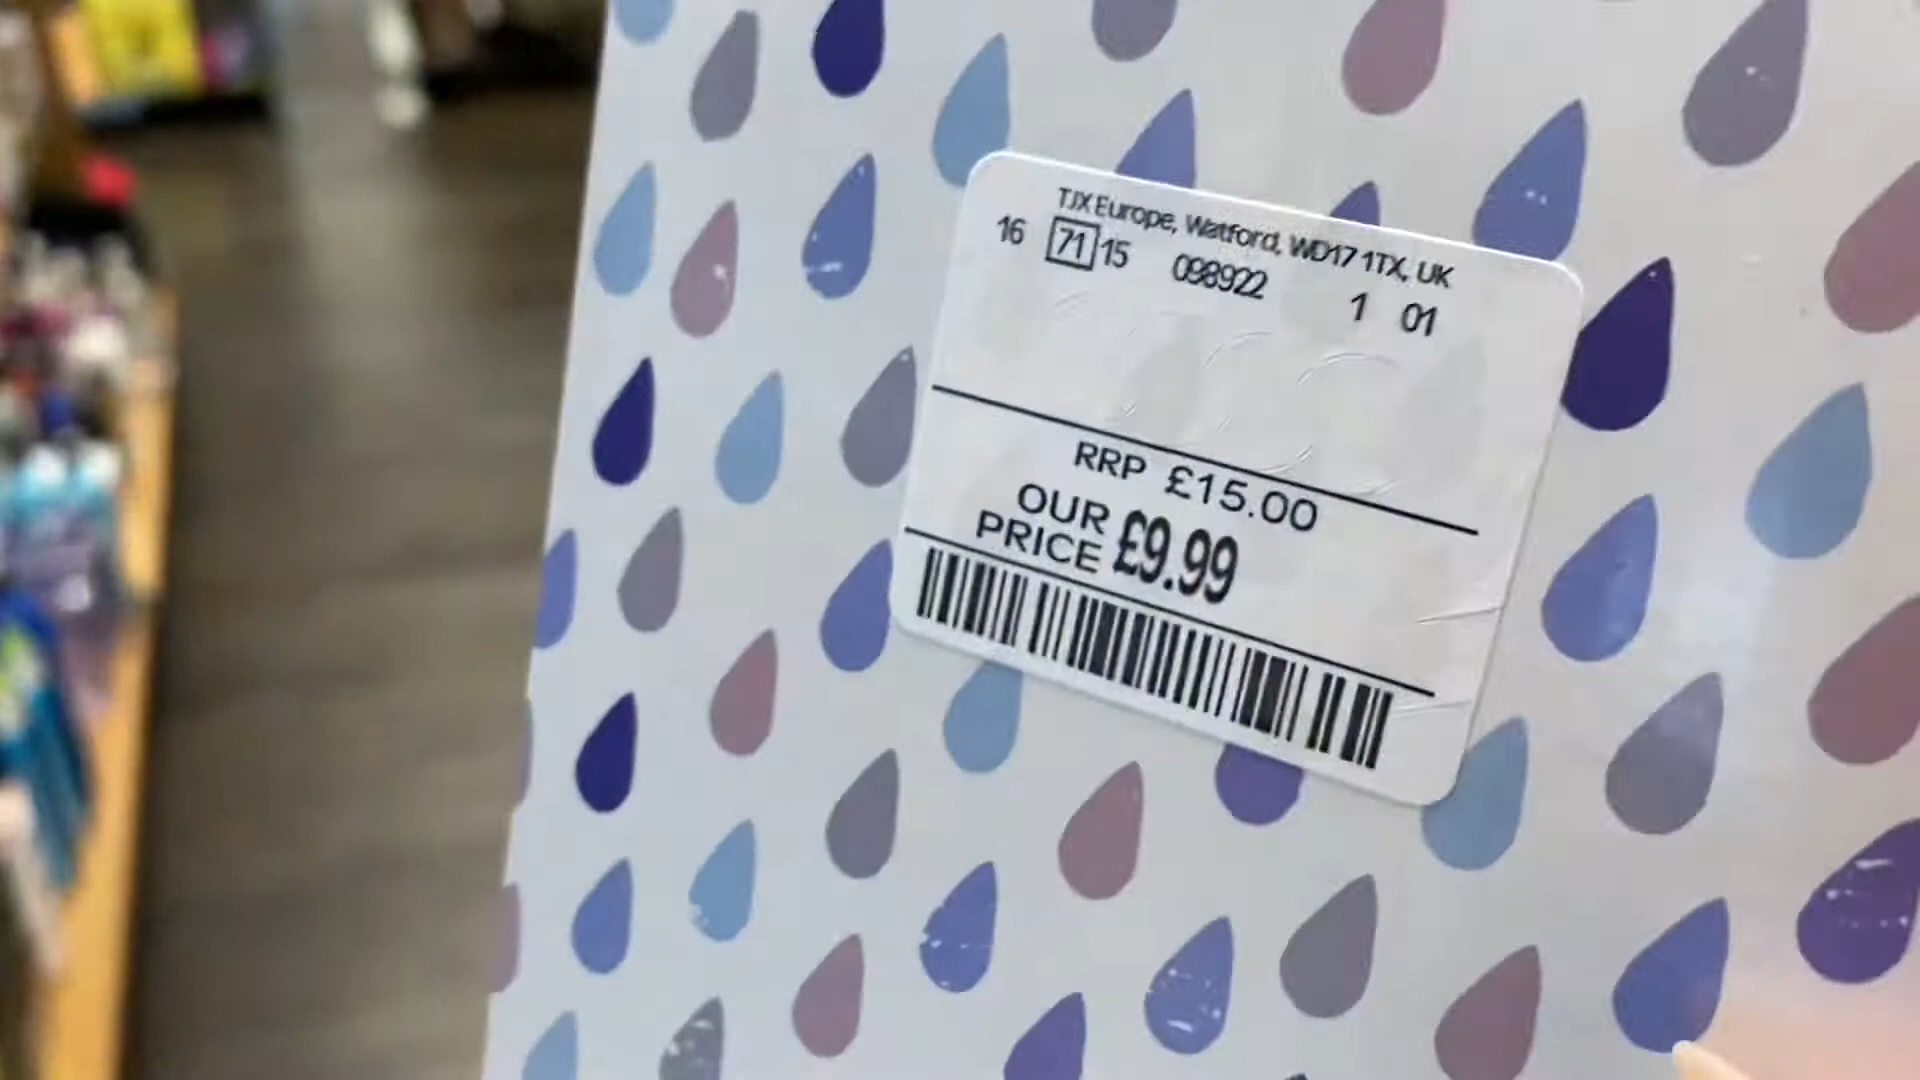 TJX Europe, Watford, WD17 1TX, UK
16 71 15 098922 1 01
RRP £15.00
OUR PRICE £9.99